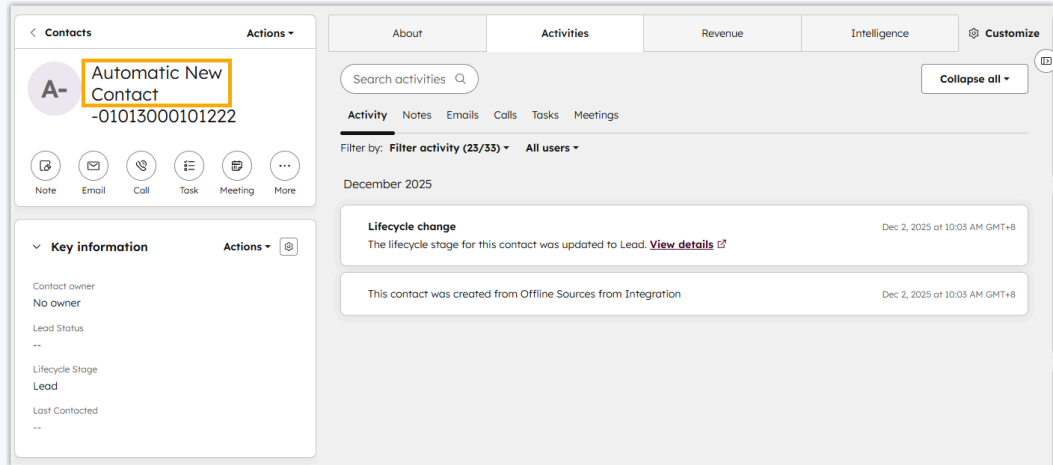 Contacts
Actions
A-
Automatic New
Contact
-01013000101222
Note Email Call Task Meeting More
Key information
Actions
Contact owner
No owner
Lead Status
--
Lifecycle Stage
Lead
Last Contacted
--
About Activities Revenue Intelligence Customize
Search activities
Collapse all
Activity Notes Emails Calls Tasks Meetings
Filter by: Filter activity (23/33) All users
December 2025
Lifecycle change Dec 2, 2025 at 10:03 AM GMT+8
The lifecycle stage for this contact was updated to Lead. View details
This contact was created from Offline Sources from Integration Dec 2, 2025 at 10:03 AM GMT+8